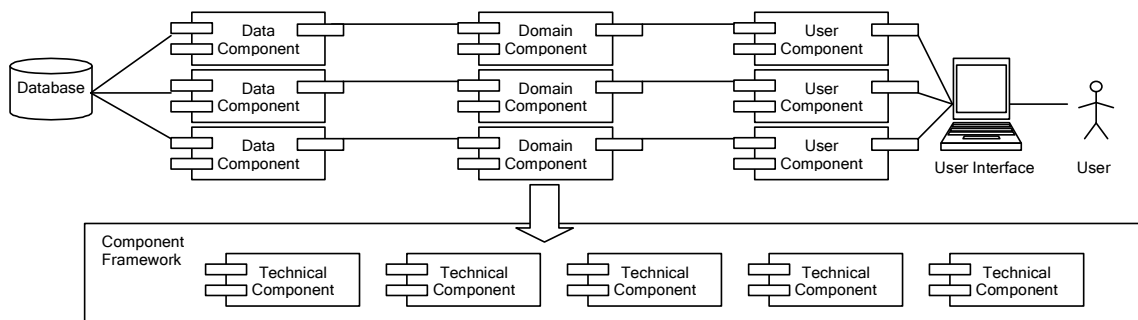 Data
Component
Domain
Component
User
Component
Database
Data
Component
Domain
Component
User
Component
Data
Component
Domain
Component
User
Component
User Interface
User
Component
Framework
Technical
Component
Technical
Component
Technical
Component
Technical
Component
Technical
Component